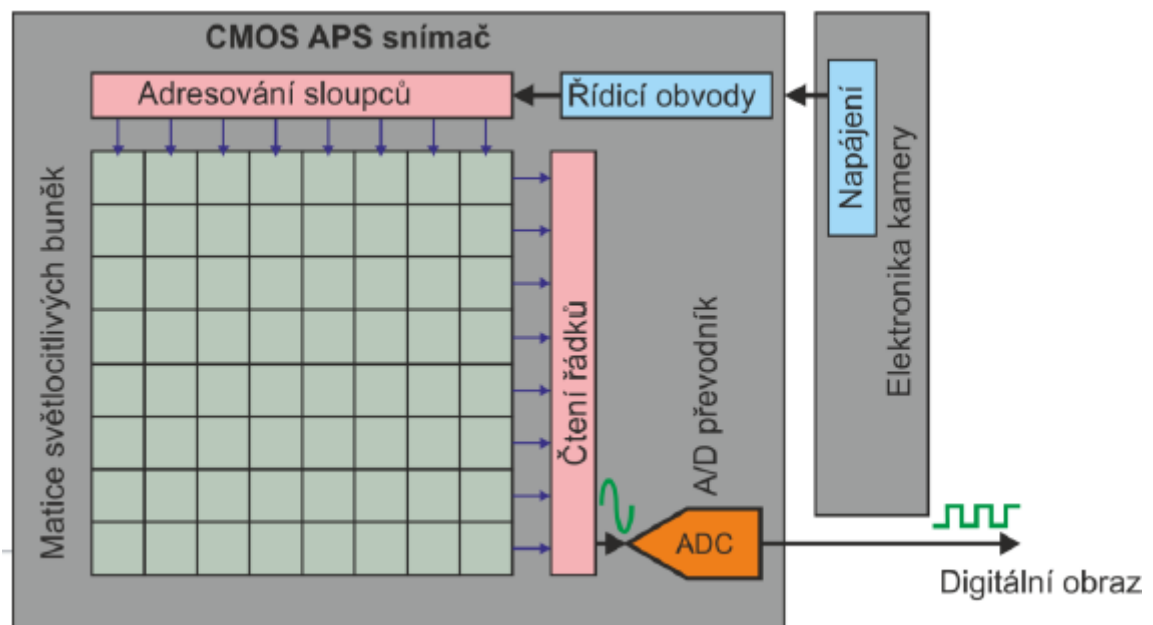 CMOS APS snímač
Adresování sloupců
Řídicí obvody
Napájení
Elektronika kamery
Matice světlocitlivých buněk
Čtení řádků
A/D převodník
ADC
Digitální obraz